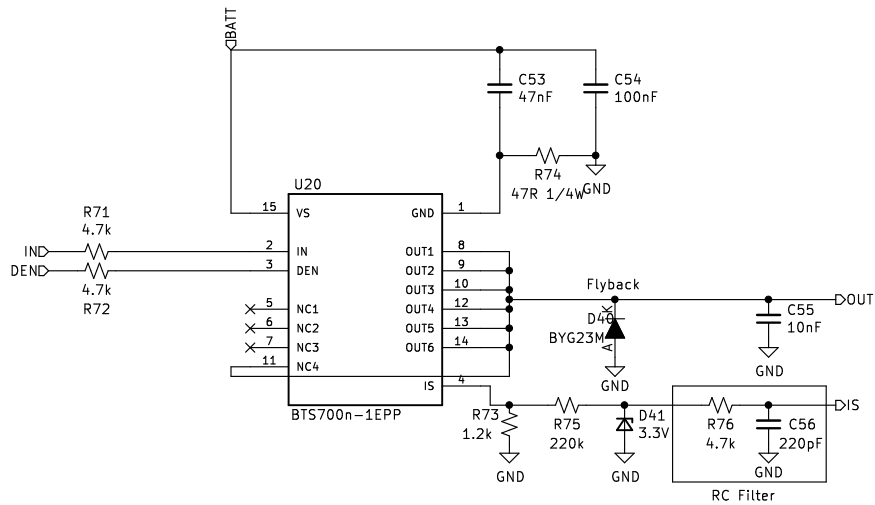 BATT
C53
47nF
C54
100nF
R74
47R 1/4W
GND
U20
15
VS
GND
1
R71
4.7k
IN
2
IN
OUT1
8
DEN
3
DEN
OUT2
9
4.7k
R72
OUT3
10
5
NC1
OUT4
12
6
NC2
OUT5
13
7
NC3
OUT6
14
11
NC4
IS
4
BTS700n-1EPP
Flyback
D40
K
BYG23M
A
GND
OUT
C55
10nF
GND
R73
1.2k
GND
R75
220k
D41
3.3V
GND
R76
4.7k
C56
220pF
GND
IS
RC Filter